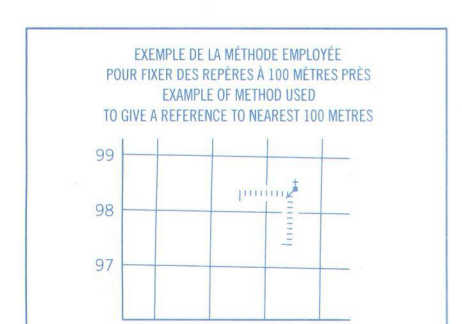 EXEMPLE DE LA MÉTHODE EMPLOYÉE
POUR FIXER DES REPÈRES À 100 MÈTRES PRÈS
EXAMPLE OF METHOD USED
TO GIVE A REFERENCE TO NEAREST 100 METRES
99
98
97